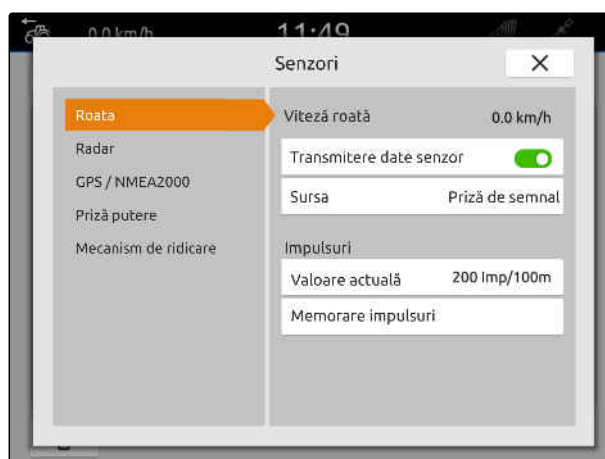 0.0 km/h 11:49
Senzori
Roata
Radar
GPS / NMEA2000
Priză putere
Mecanism de ridicare
Viteză roată 0.0 km/h
Transmitere date senzor
Sursa Priză de semnal
Impulsuri
Valoare actuală 200 Imp/100m
Memorare impulsuri